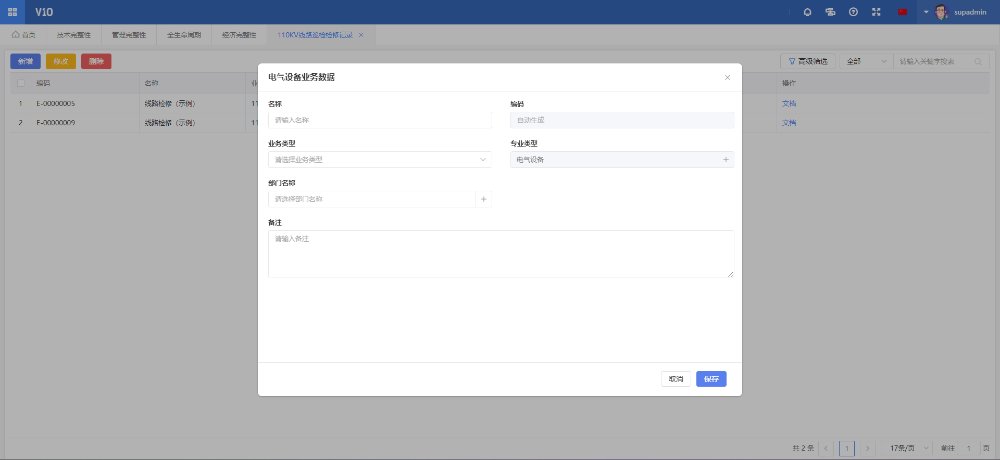 V10
supadmin
首页
技术完整性
管理完整性
全生命周期
经济完整性
110KV线路巡检检修记录
新增
修改
删除
高级筛选
全部
请输入关键字搜索
编码
名称
业
操作
1
E-00000005
线路检修（示例）
11
文档
2
E-00000009
线路检修（示例）
11
文档
电气设备业务数据
名称
编码
请输入名称
自动生成
业务类型
专业类型
请选择业务类型
电气设备
部门名称
请选择部门名称
备注
请输入备注
取消
保存
共 2 条
1
17条/页
前往
1
页